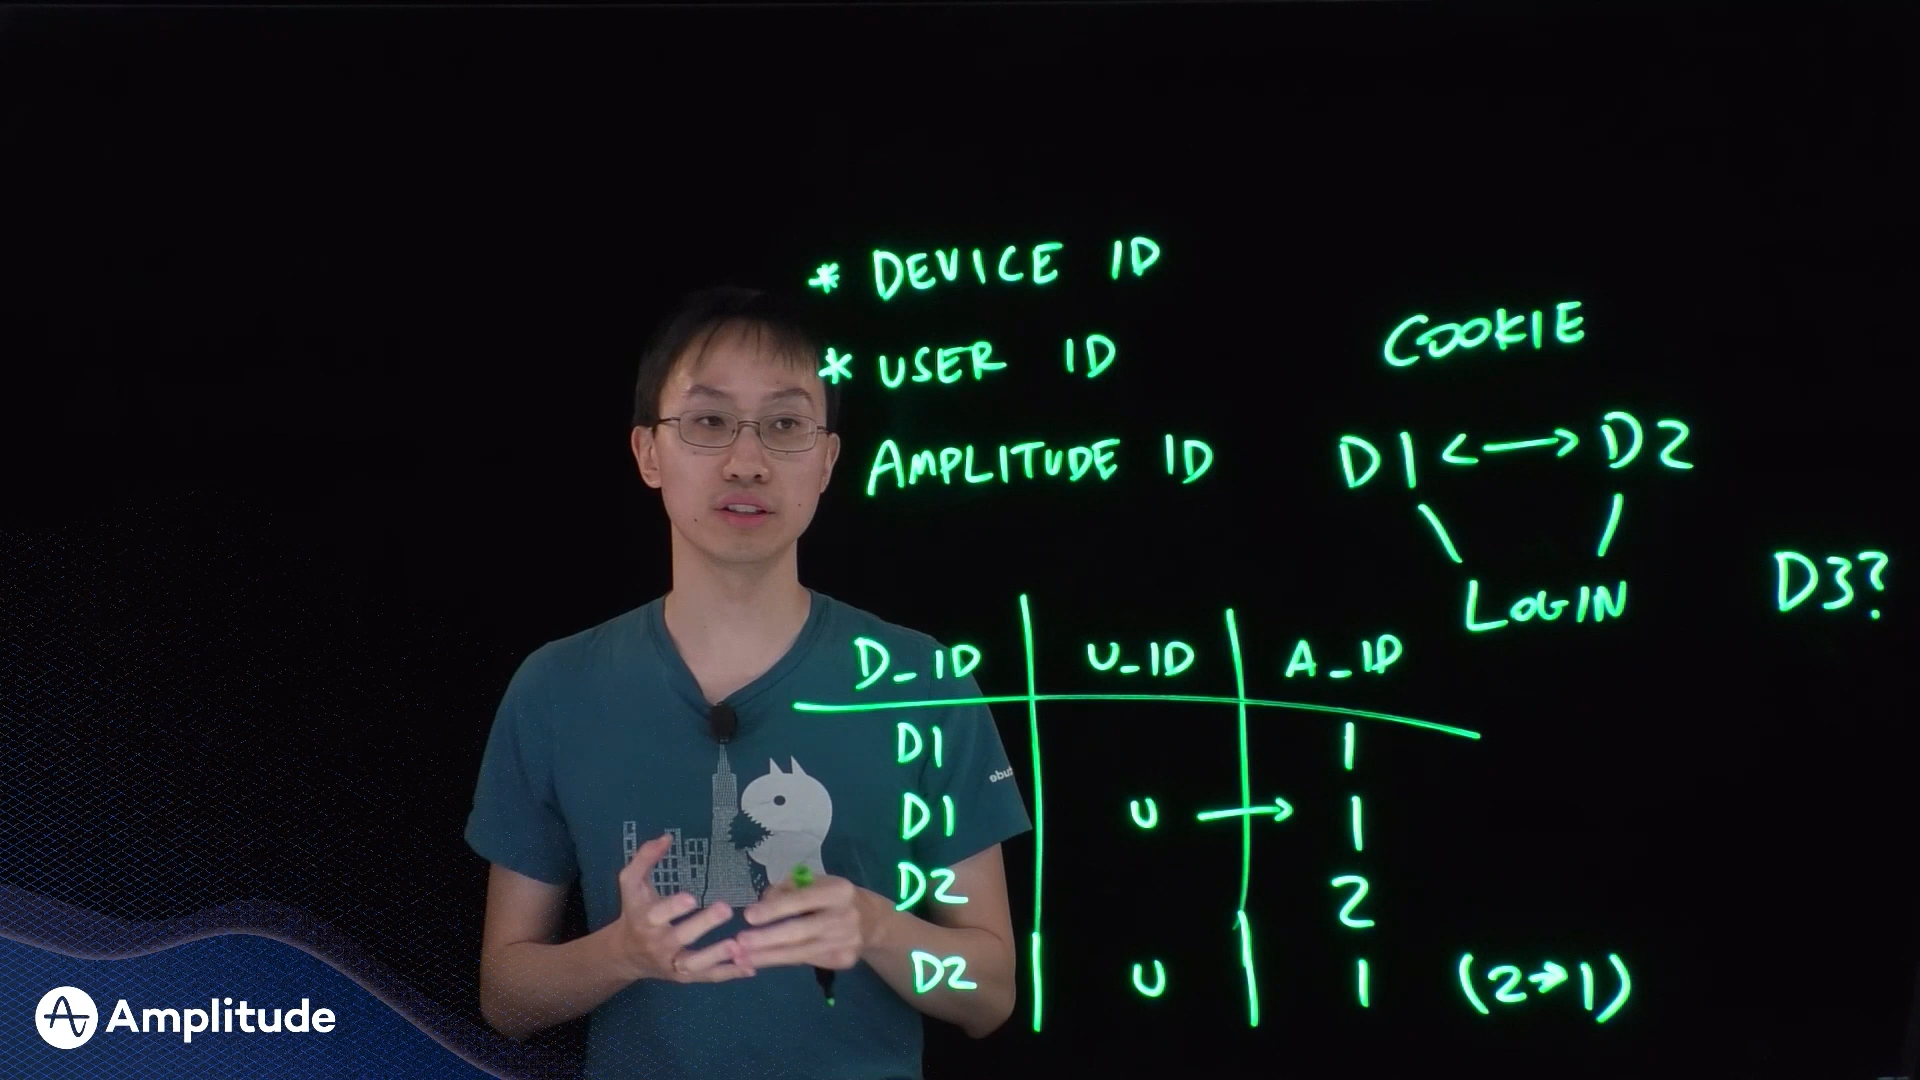 * DEVICE ID
* USER ID
AMPLITUDE ID
COOKIE
D1 <—> D2
LOGIN
D3?
D_ID U_ID A_ID
D1 1
D1 U → 1
D2 2
D2 U 1 (2→1)
Amplitude